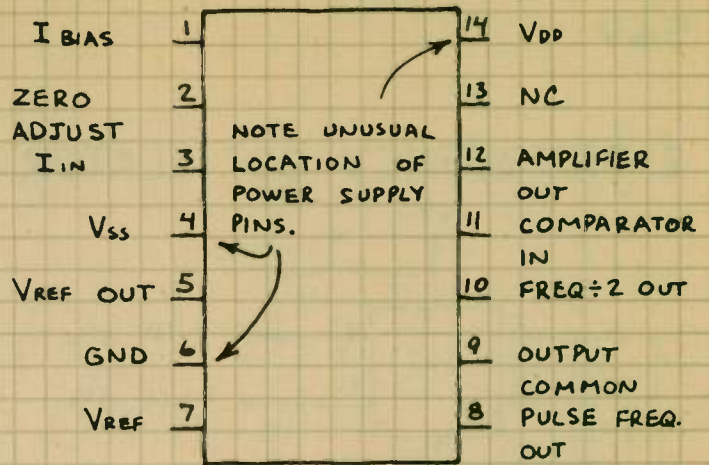 I BIAS 1
ZERO 2
ADJUST
I IN 3
VSS 4
VREF OUT 5
GND 6
VREF 7
NOTE UNUSUAL
LOCATION OF
POWER SUPPLY
PINS.
14 VDD
13 NC
12 AMPLIFIER
OUT
11 COMPARATOR
IN
10 FREQ÷2 OUT
9 OUTPUT
COMMON
8 PULSE FREQ.
OUT